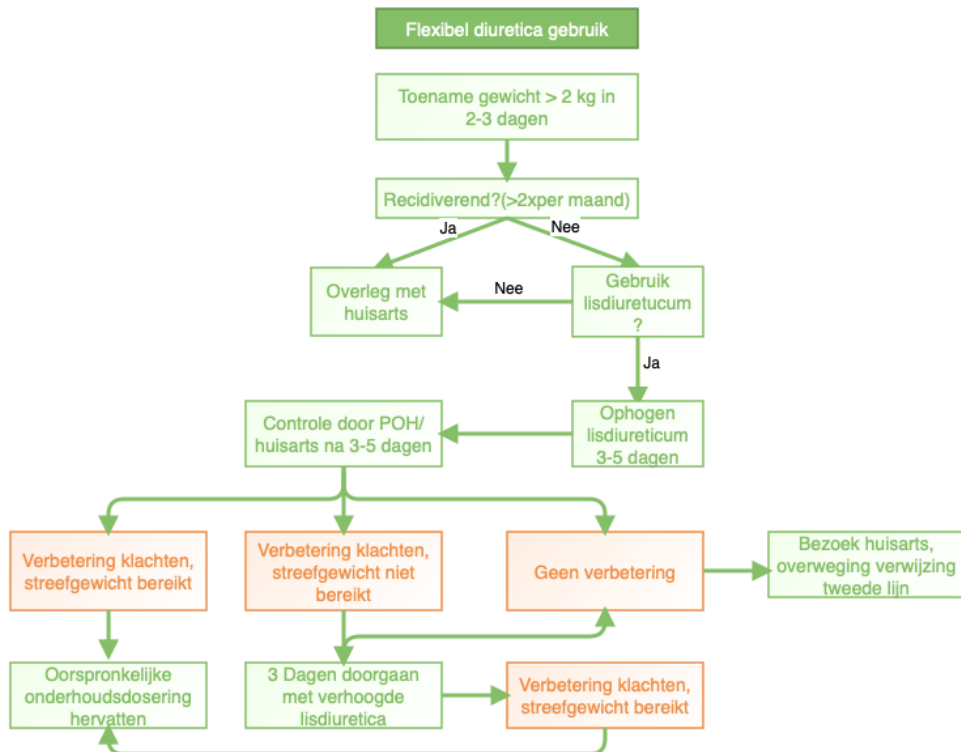 Flexibel diuretica gebruik
Toename gewicht > 2 kg in
2-3 dagen
Recidiverend?(>2xper maand)
Ja
Nee
Overleg met
huisarts
Nee
Gebruik
lisdiuretucum
?
Ja
Controle door POH/
huisarts na 3-5 dagen
Ophogen
lisdiureticum
3-5 dagen
Verbetering klachten,
streefgewicht bereikt
Verbetering klachten,
streefgewicht niet
bereikt
Geen verbetering
Bezoek huisarts,
overweging verwijzing
tweede lijn
Oorspronkelijke
onderhoudsdosering
hervatten
3 Dagen doorgaan
met verhoogde
lisdiuretica
Verbetering klachten,
streefgewicht bereikt